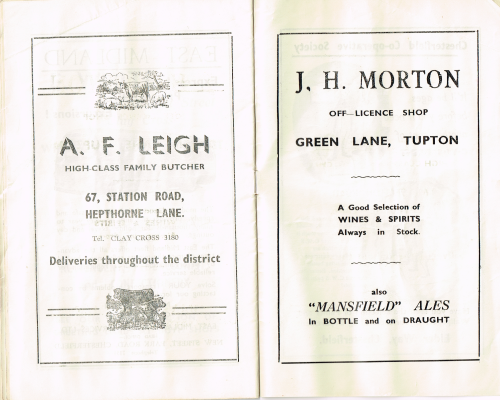 A. F. LEIGH
HIGH-CLASS FAMILY BUTCHER
67, STATION ROAD,
HEPTHORNE LANE.
Tel. CLAY CROSS 3180
Deliveries throughout the district
J. H. MORTON
OFF-LICENCE SHOP
GREEN LANE, TUPTON
A Good Selection of
WINES & SPIRITS
Always in Stock.
also
"MANSFIELD" ALES
In BOTTLE and on DRAUGHT